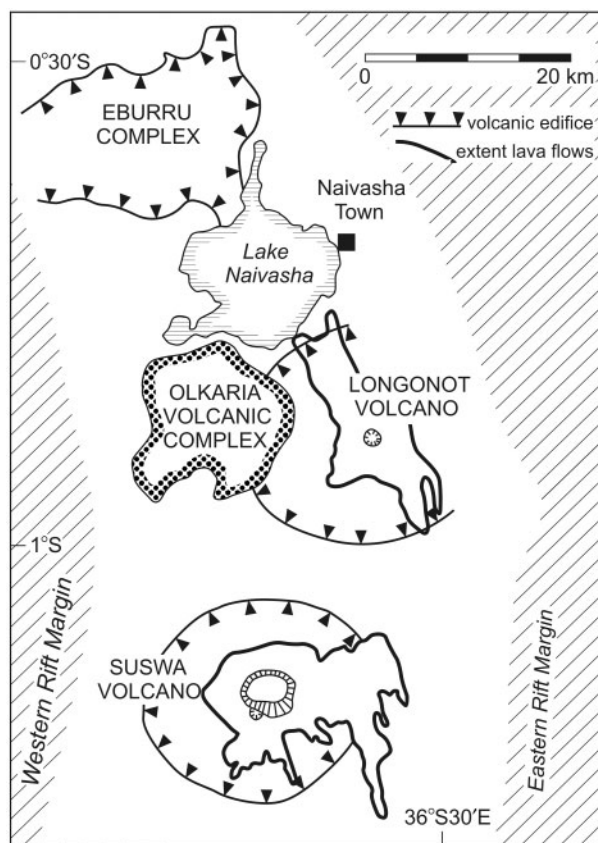 0°30′S
0
20 km
volcanic edifice
extent lava flows
EBURRU
COMPLEX
Naivasha
Town
Lake
Naivasha
OLKARIA
VOLCANIC
COMPLEX
LONGONOT
VOLCANO
1°S
Western Rift Margin
SUSWA
VOLCANO
Eastern Rift Margin
36°S30′E